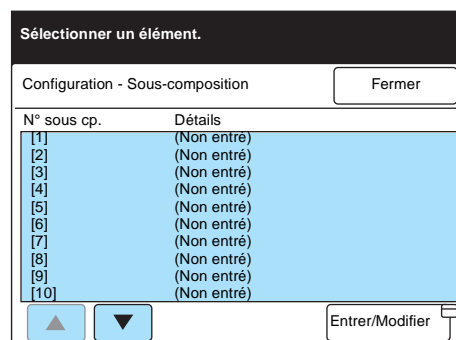 Sélectionner un élément.
Configuration - Sous-composition Fermer
N° sous cp. Détails
[1] (Non entré)
[2] (Non entré)
[3] (Non entré)
[4] (Non entré)
[5] (Non entré)
[6] (Non entré)
[7] (Non entré)
[8] (Non entré)
[9] (Non entré)
[10] (Non entré)
Entrer/Modifier